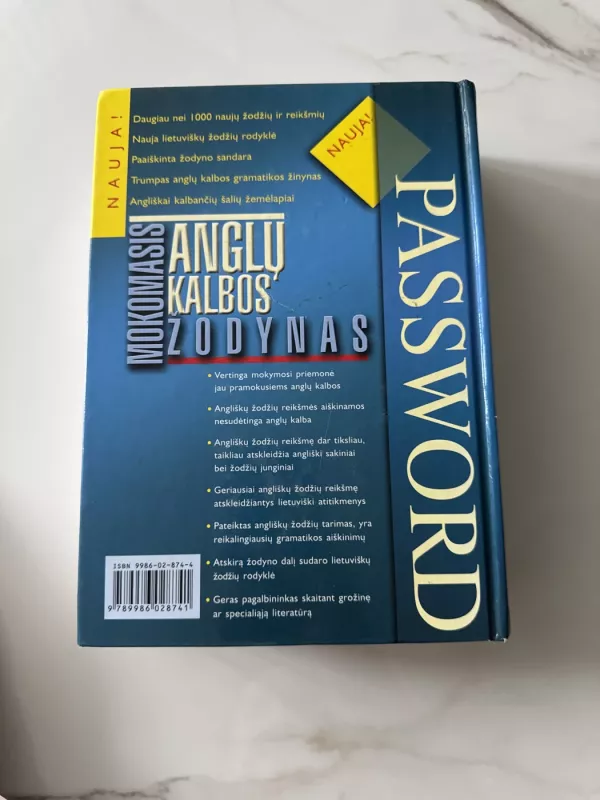 NAUJA!
Daugiau nei 1000 naujų žodžių ir reikšmių
Nauja lietuviškų žodžių rodyklė
Paaiškinta žodyno sandara
Trumpas anglų kalbos gramatikos žinynas
Angliškai kalbančių šalių žemėlapiai
NAUJA!
MOKOMASIS
ANGLŲ
KALBOS
ŽODYNAS
• Vertinga mokymosi priemonė
jau pramokusiems anglų kalbos
• Angliškų žodžių reikšmės aiškinamos
nesudėtinga anglų kalba
• Angliškų žodžių reikšmę dar tiksliau,
taikliau atskleidžia angliški sakiniai
bei žodžių junginiai
• Geriausiai angliškų žodžių reikšmę
atskleidžiantys lietuviški atitikmenys
• Pateiktas angliškų žodžių tarimas, yra
reikalingiausių gramatikos aiškinimų
• Atskirą žodyno dalį sudaro lietuviškų
žodžių rodyklė
• Geras pagalbininkas skaitant grožinę
ar specialiąją literatūrą
ISBN 9986-02-874-4
9 789986 028741
PASSWORD